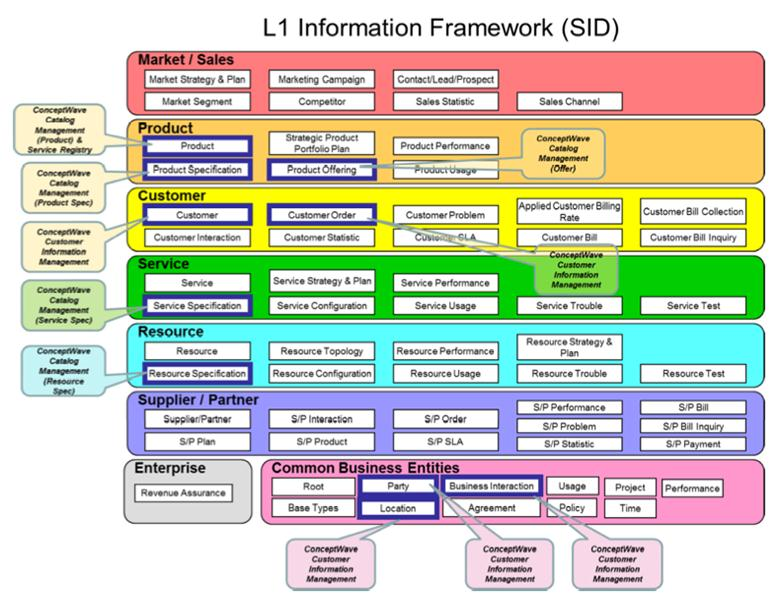 L1 Information Framework (SID)
Market / Sales
Market Strategy & Plan
Marketing Campaign
Contact/Lead/Prospect
Market Segment
Competitor
Sales Statistic
Sales Channel
ConceptWave
Catalog
Management
(Product) &
Service Registry
Product
Product
Strategic Product
Portfolio Plan
Product Performance
Product Specification
Product Offering
Product Usage
ConceptWave
Catalog
Management
(Offer)
ConceptWave
Catalog
Management
(Product Spec)
Customer
Customer
Customer Order
Customer Problem
Applied Customer Billing
Rate
Customer Bill Collection
Customer Interaction
Customer Statistic
Customer SLA
Customer Bill
Customer Bill Inquiry
ConceptWave
Customer
Information
Management
ConceptWave
Customer
Information
Management
Service
Service
Service Strategy & Plan
Service Performance
Service Specification
Service Configuration
Service Usage
Service Trouble
Service Test
ConceptWave
Catalog
Management
(Service Spec)
Resource
Resource
Resource Topology
Resource Performance
Resource Strategy &
Plan
Resource Specification
Resource Configuration
Resource Usage
Resource Trouble
Resource Test
ConceptWave
Catalog
Management
(Resource
Spec)
Supplier / Partner
Supplier/Partner
S/P Interaction
S/P Order
S/P Performance
S/P Bill
S/P Problem
S/P Bill Inquiry
S/P Plan
S/P Product
S/P SLA
S/P Statistic
S/P Payment
Enterprise
Revenue Assurance
Common Business Entities
Root
Party
Business Interaction
Usage
Project
Performance
Base Types
Location
Agreement
Policy
Time
ConceptWave
Customer
Information
Management
ConceptWave
Customer
Information
Management
ConceptWave
Customer
Information
Management